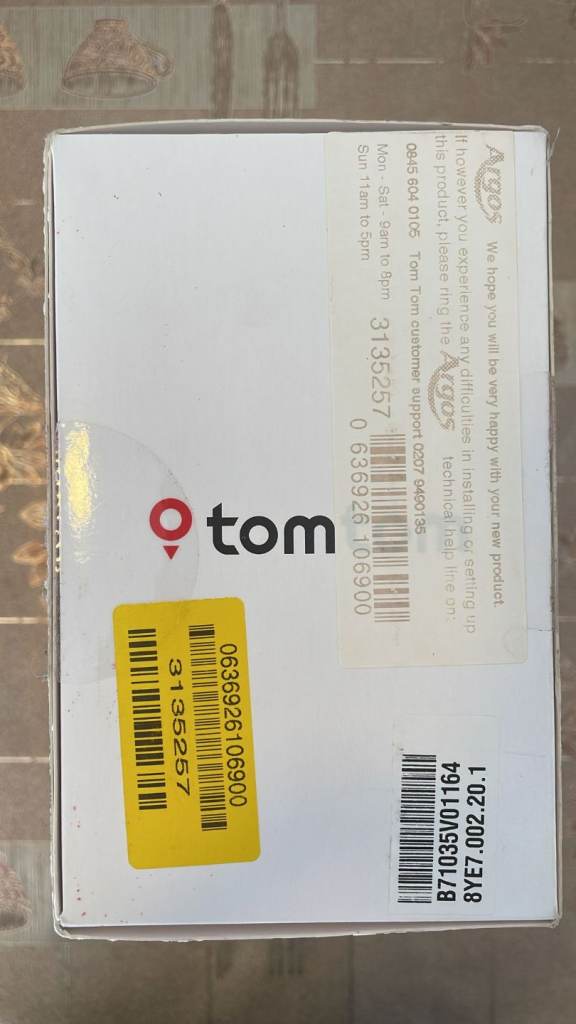 Argos We hope you will be very happy with your new product.
If however you experience any difficulties in installing or setting up
this product, please ring the Argos technical help line on:
0845 604 0105 Tom Tom customer support 0207 9490135
Mon - Sat - 9am to 8pm 3135257
Sun 11am to 5pm
0 636926 106900
tom
0636926106900
3135257
B71035V01164
8YE7.002.20.1